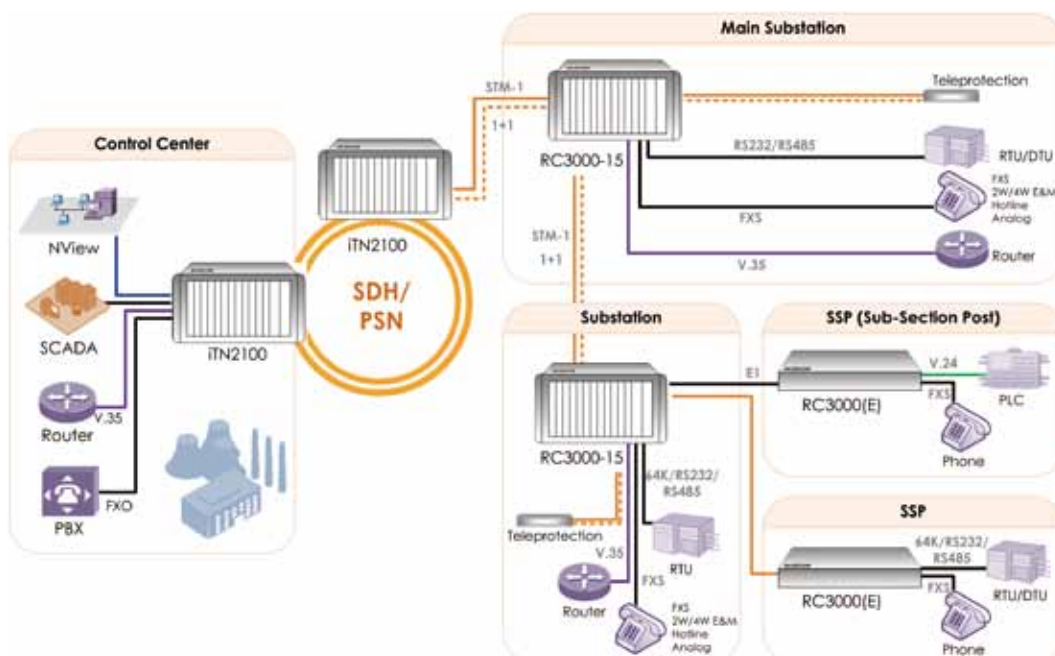 Control Center
NView
SCADA
Router
V.35
PBX
FXO
iTN2100
iTN2100
SDH/
PSN
STM-1
1+1
Main Substation
RC3000-15
Teleprotection
RS232/RS485
RTU/DTU
FXS
2W/4W E&M
Hotline
Analog
FXS
V.35
Router
STM-1
1+1
Substation
RC3000-15
E1
64K/RS232/
RS485
Teleprotection
V.35
RTU
FXS
Router
FXS
2W/4W E&M
Hotline
Analog
SSP (Sub-Section Post)
V.24
RC3000(E)
FXS
PLC
Phone
SSP
64K/RS232/
RS485
RC3000(E)
FXS
RTU/DTU
Phone